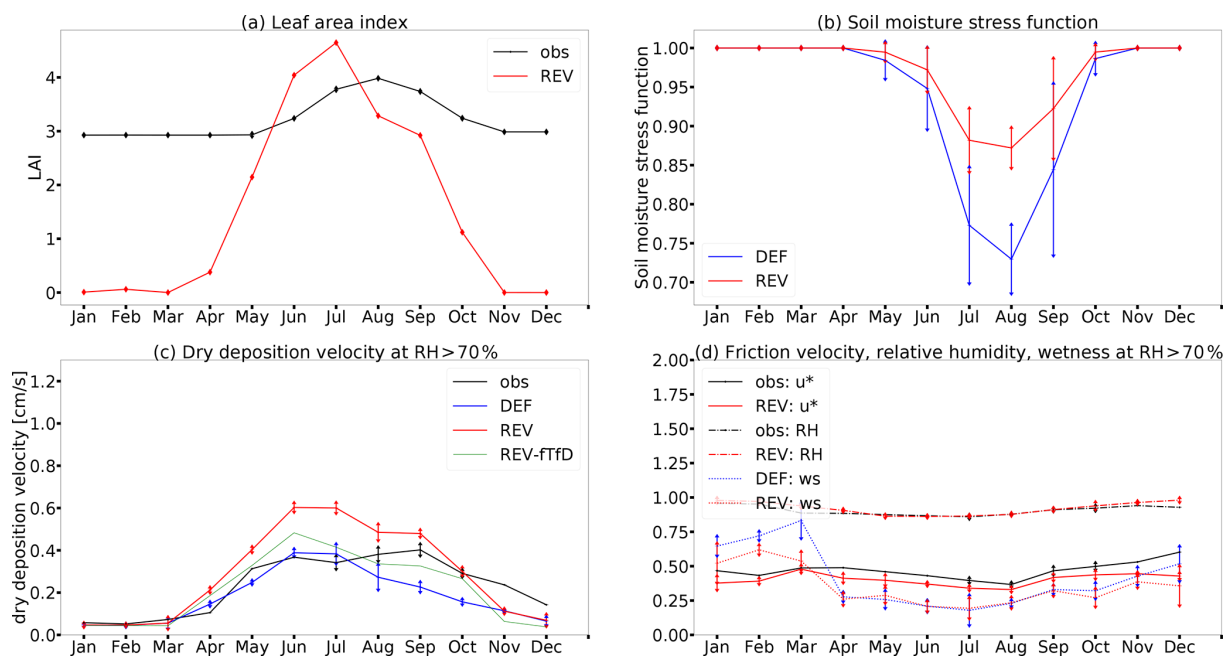 (a) Leaf area index
obs
REV
LAI
4
3
2
1
0
Jan Feb Mar Apr May Jun Jul Aug Sep Oct Nov Dec
(b) Soil moisture stress function
Soil moisture stress function
1.00
0.95
0.90
0.85
0.80
0.75
0.70
DEF
REV
Jan Feb Mar Apr May Jun Jul Aug Sep Oct Nov Dec
(c) Dry deposition velocity at RH>70%
dry deposition velocity [cm/s]
1.2
1.0
0.8
0.6
0.4
0.2
0.0
obs
DEF
REV
REV-fTfD
Jan Feb Mar Apr May Jun Jul Aug Sep Oct Nov Dec
(d) Friction velocity, relative humidity, wetness at RH>70%
2.00
1.75
1.50
1.25
1.00
0.75
0.50
0.25
0.00
obs: u*
REV: u*
obs: RH
REV: RH
DEF: ws
REV: ws
Jan Feb Mar Apr May Jun Jul Aug Sep Oct Nov Dec